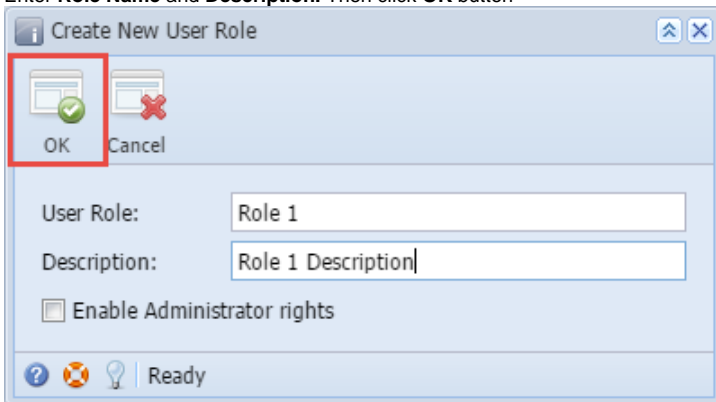 Enter Role Name and Description. Then click OK button
Create New User Role
OK Cancel
User Role: Role 1
Description: Role 1 Description
Enable Administrator rights
Ready